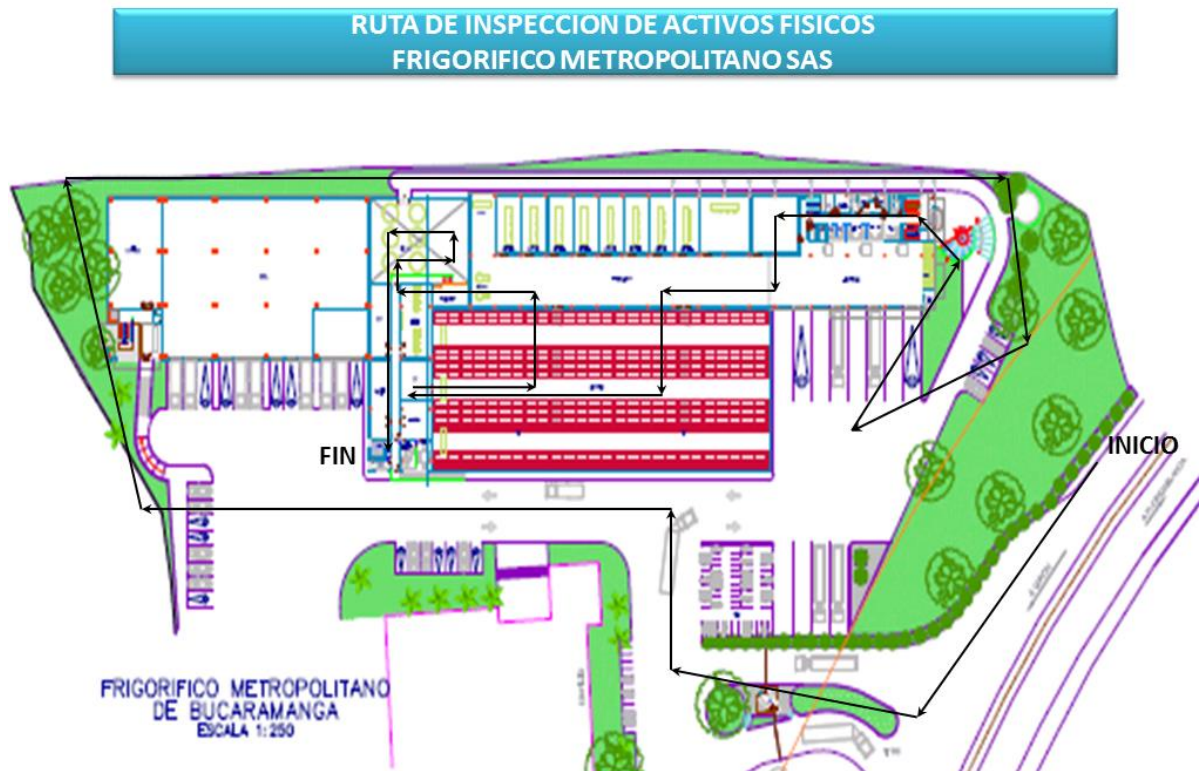 RUTA DE INSPECCION DE ACTIVOS FISICOS
FRIGORIFICO METROPOLITANO SAS
INICIO
FIN
FRIGORIFICO METROPOLITANO
DE BUCARAMANGA
ESCALA 1:250